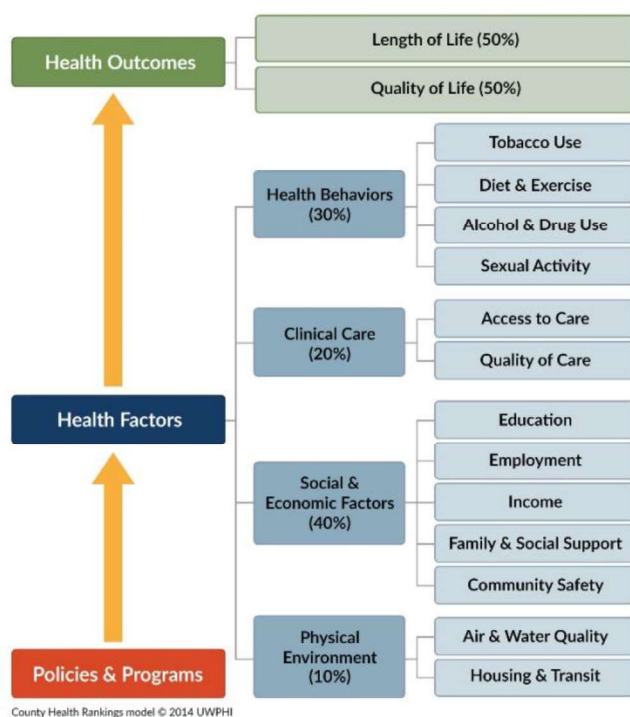 Health Outcomes
Length of Life (50%)
Quality of Life (50%)
Health Factors
Health Behaviors
(30%)
Tobacco Use
Diet & Exercise
Alcohol & Drug Use
Sexual Activity
Clinical Care
(20%)
Access to Care
Quality of Care
Social &
Economic Factors
(40%)
Education
Employment
Income
Family & Social Support
Community Safety
Physical
Environment
(10%)
Air & Water Quality
Housing & Transit
Policies & Programs
County Health Rankings model © 2014 UWPHI